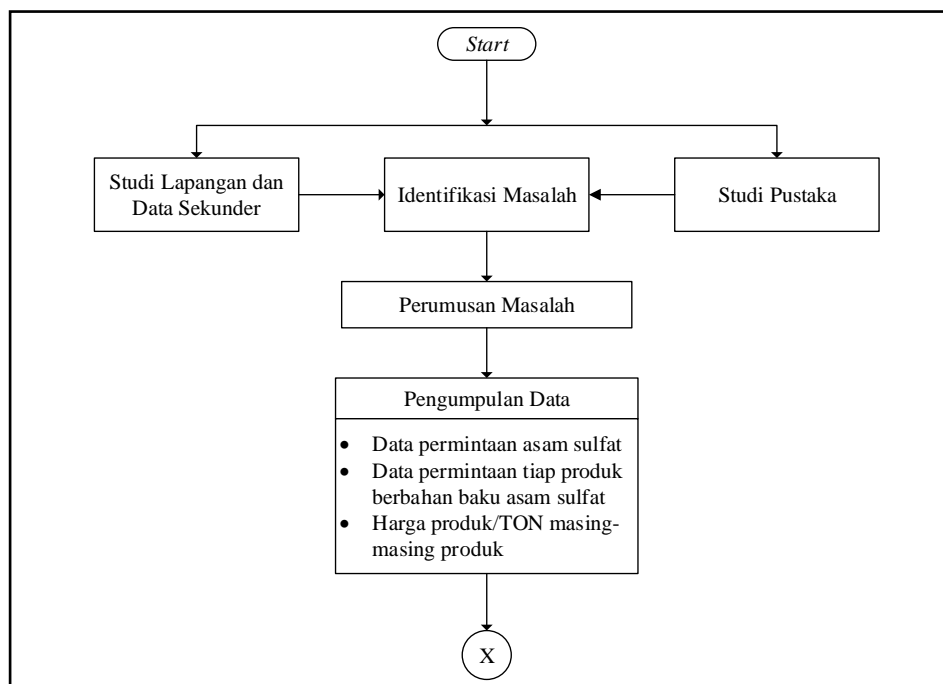 Start
Studi Lapangan dan
Data Sekunder
Identifikasi Masalah
Studi Pustaka
Perumusan Masalah
Pengumpulan Data
• Data permintaan asam sulfat
• Data permintaan tiap produk
berbahan baku asam sulfat
• Harga produk/TON masing-
masing produk
X